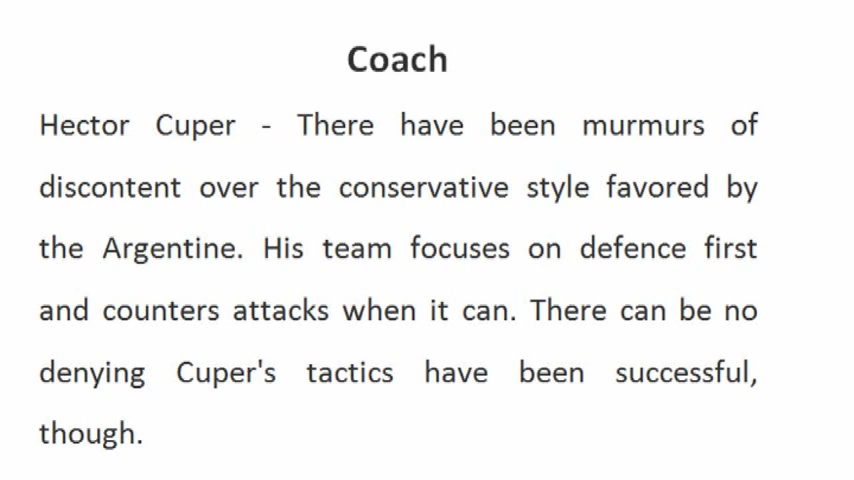 Coach
Hector Cuper - There have been murmurs of
discontent over the conservative style favored by
the Argentine. His team focuses on defence first
and counters attacks when it can. There can be no
denying Cuper's tactics have been successful,
though.